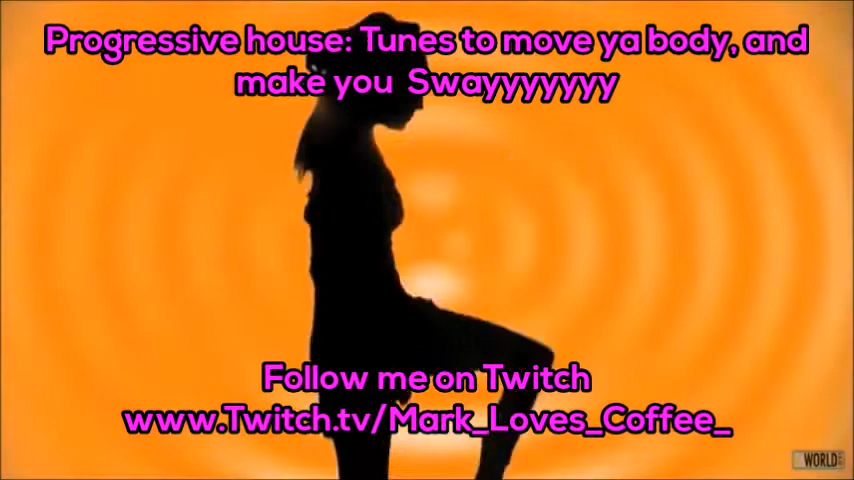 Progressive house: Tunes to move ya body, and
make you Swayyyyyyy
Follow me on Twitch
www.Twitch.tv/Mark_Loves_Coffee_
WORLD